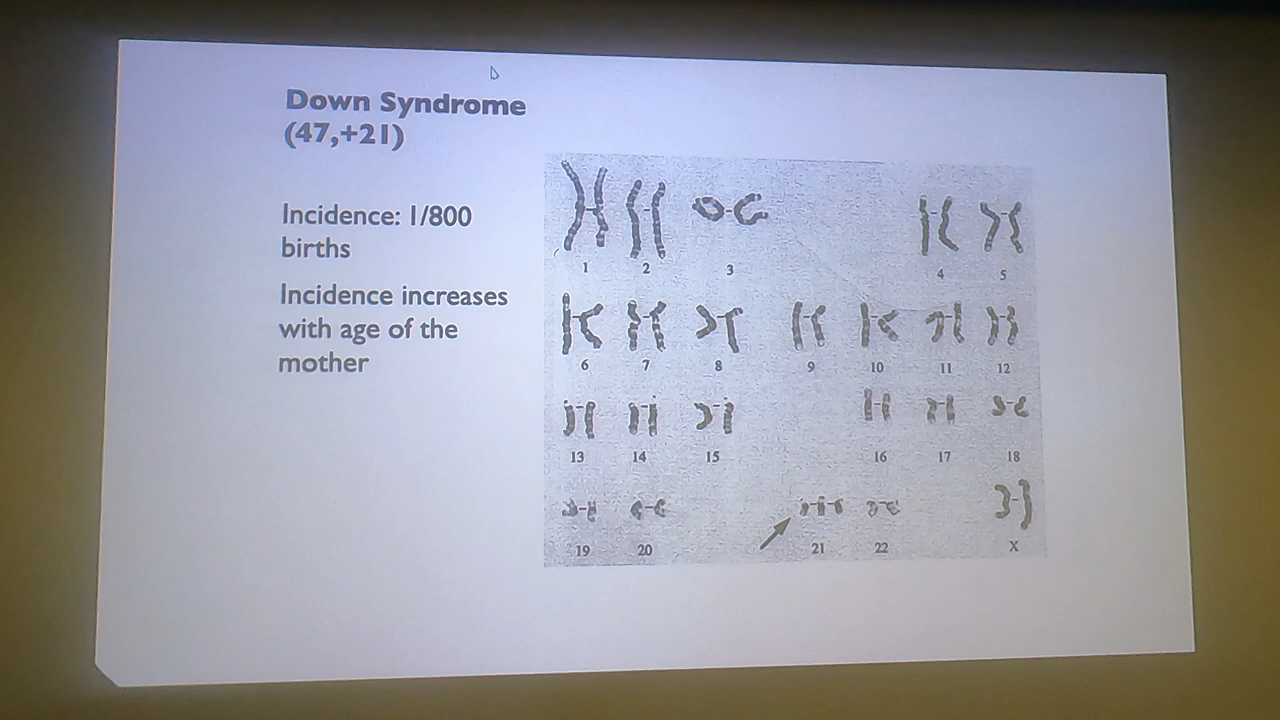 Down Syndrome
(47,+21)
Incidence: 1/800
births
Incidence increases
with age of the
mother
1 2 3 4 5
6 7 8 9 10 11 12
13 14 15 16 17 18
19 20 21 22 X